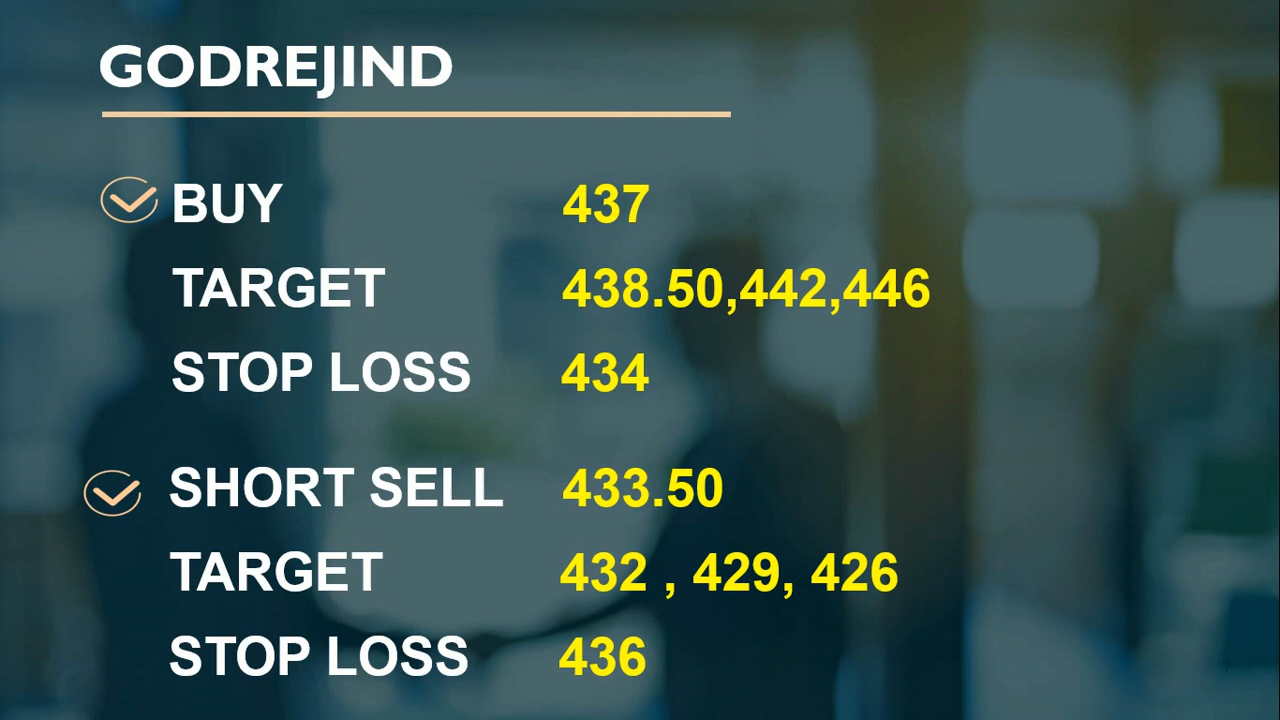 GODREJIND
BUY 437
TARGET 438.50,442,446
STOP LOSS 434
SHORT SELL 433.50
TARGET 432 , 429, 426
STOP LOSS 436